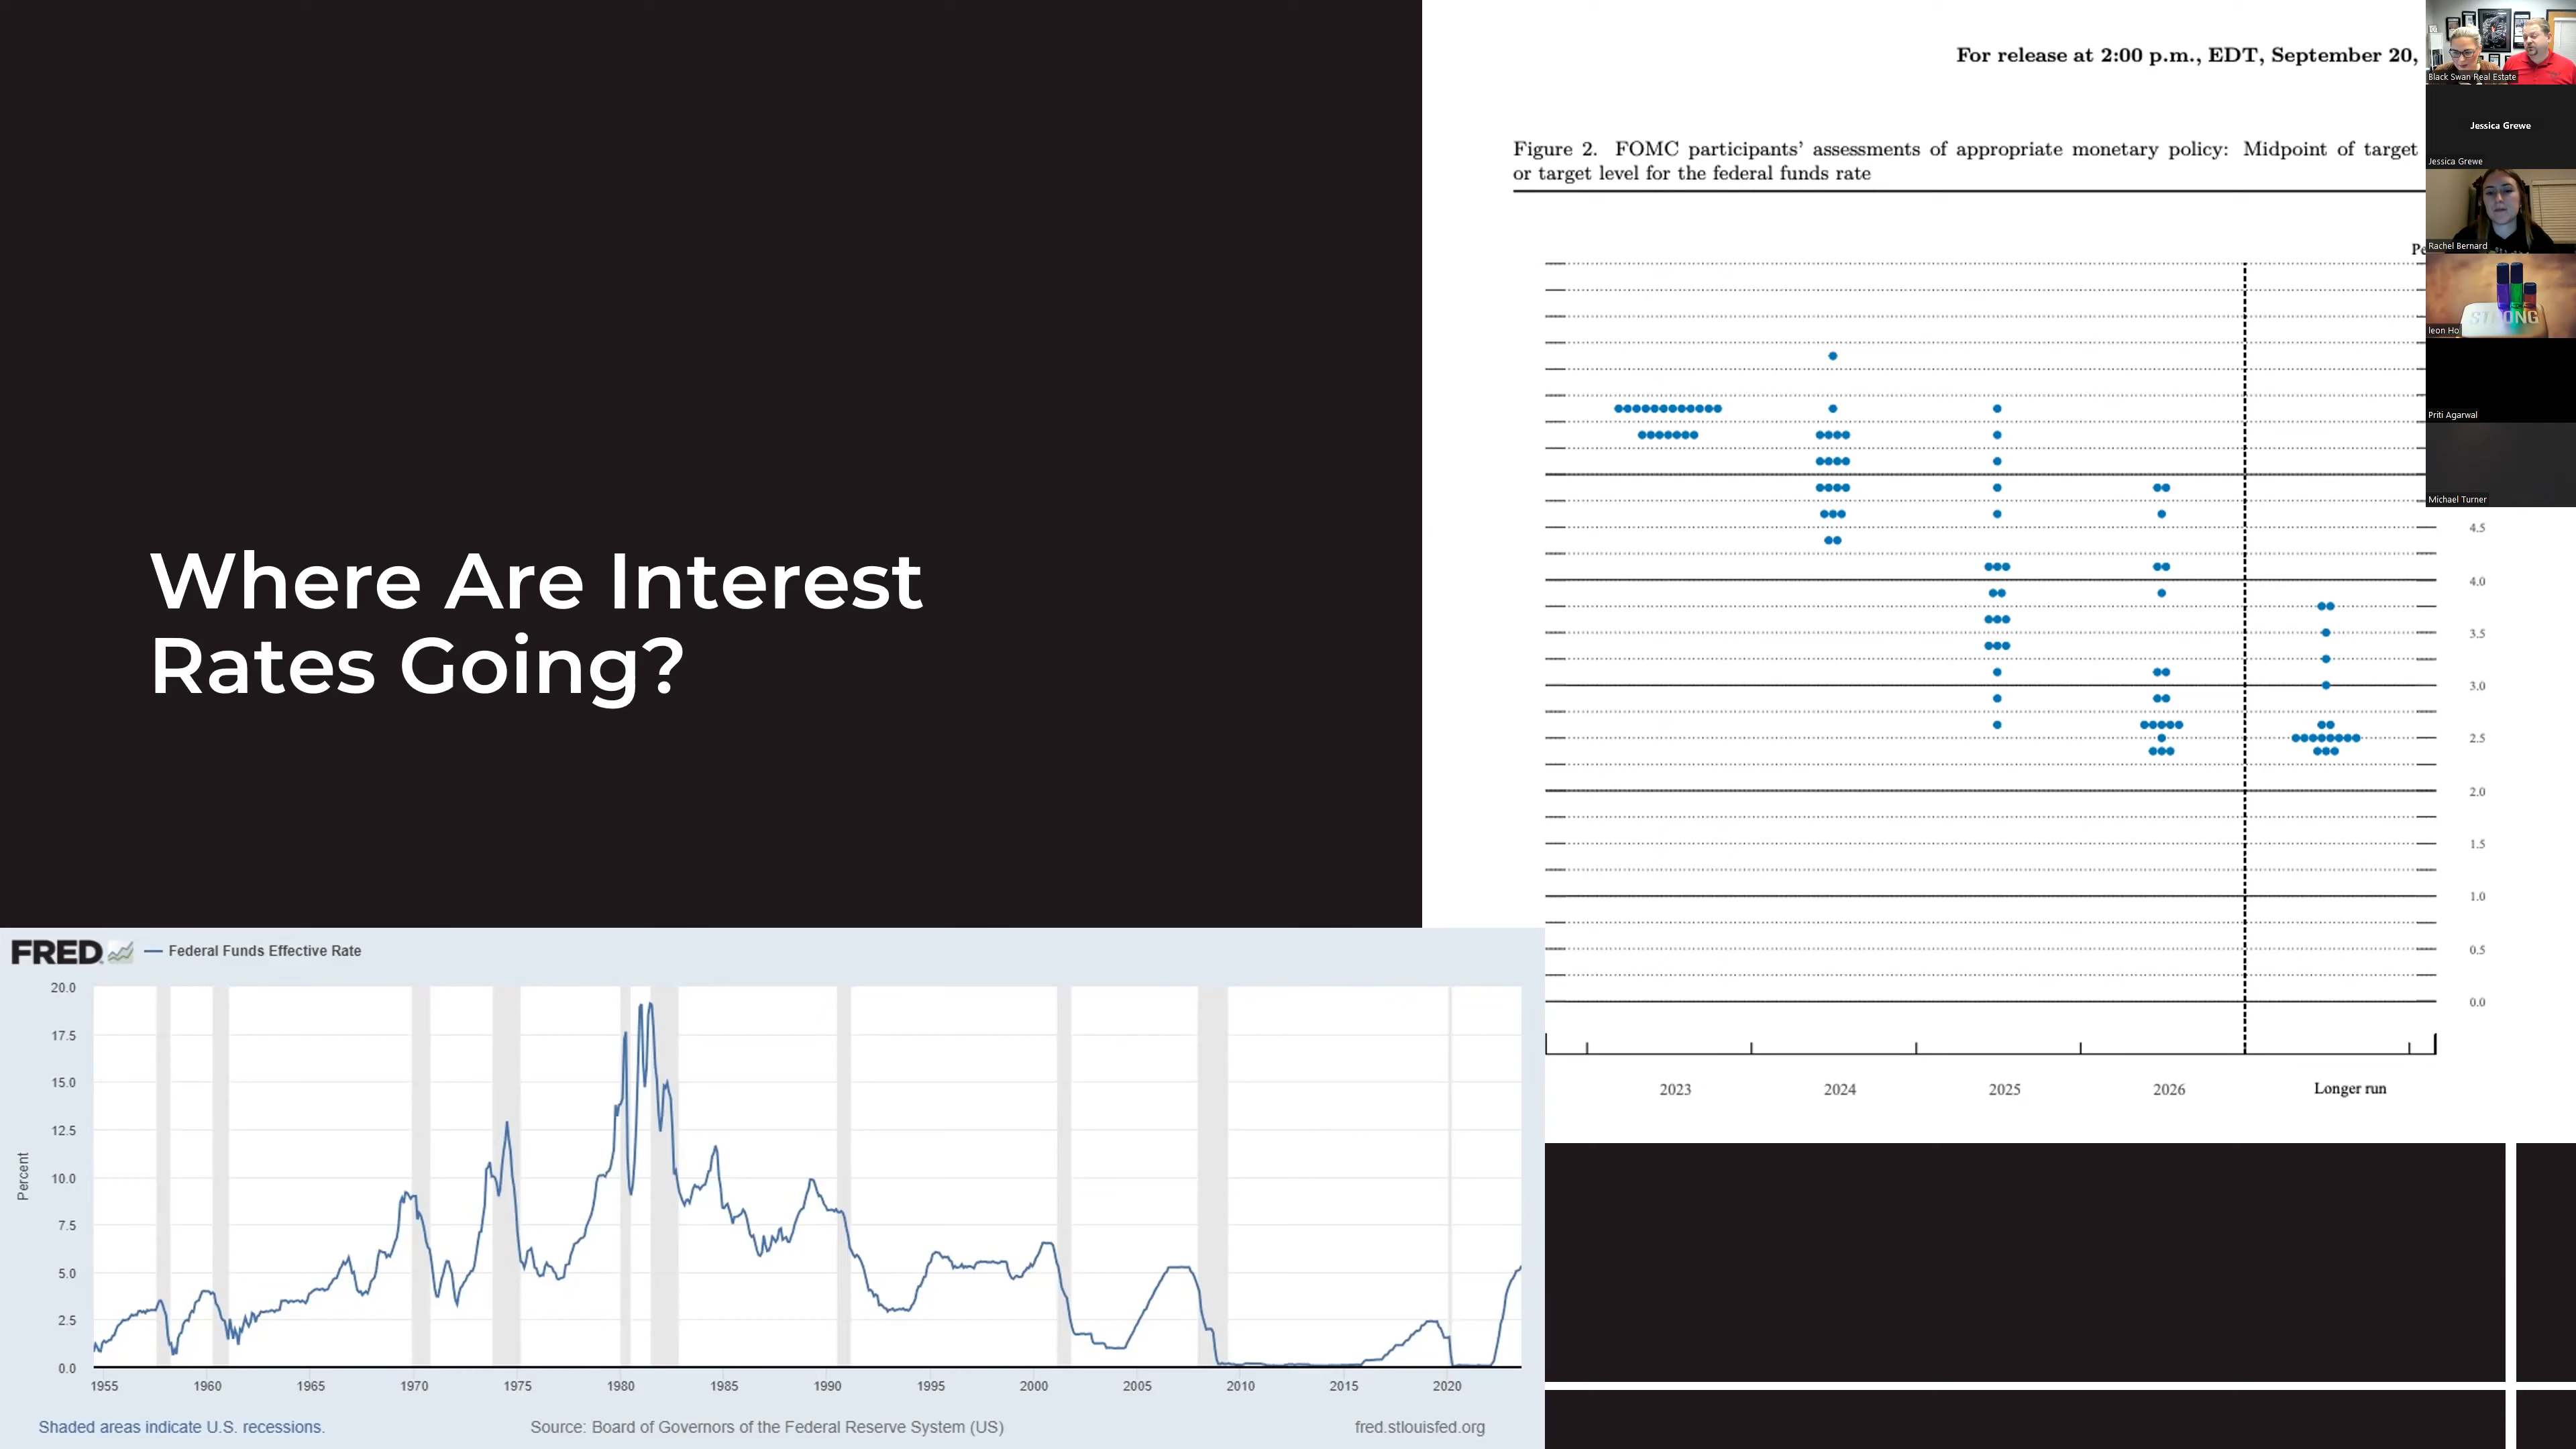 Where Are Interest
Rates Going?
For release at 2:00 p.m., EDT, September 20,
Figure 2. FOMC participants' assessments of appropriate monetary policy: Midpoint of target
or target level for the federal funds rate
4.5
4.0
3.5
3.0
2.5
2.0
1.5
1.0
0.5
0.0
2023 2024 2025 2026 Longer run
Black Swan Real Estate
Jessica Grewe
Jessica Grewe
Rachel Bernard
STRONG
leon Ho
Priti Agarwal
Michael Turner
FRED
Federal Funds Effective Rate
Percent
20.0
17.5
15.0
12.5
10.0
7.5
5.0
2.5
0.0
1955 1960 1965 1970 1975 1980 1985 1990 1995 2000 2005 2010 2015 2020
Shaded areas indicate U.S. recessions. Source: Board of Governors of the Federal Reserve System (US) fred.stlouisfed.org